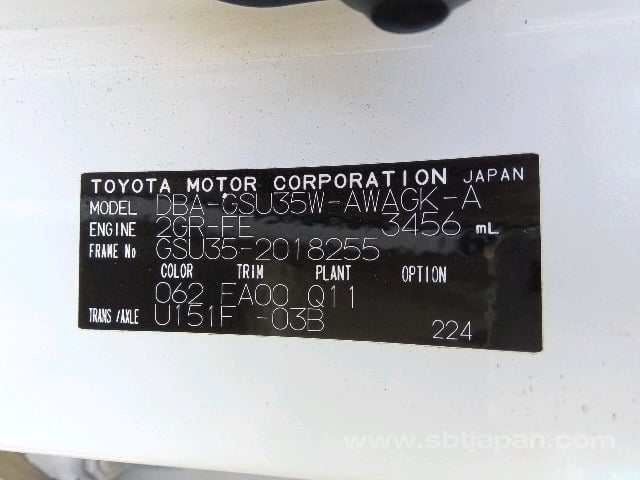 TOYOTA MOTOR CORPORATION JAPAN
MODEL DBA-GSU35W-AWAGK-A
ENGINE 2GR-FE 3456 mL
FRAME No GSU35-2018255
COLOR TRIM PLANT OPTION
062 FA00 Q11
TRANS/AXLE U151F -03B 224
www.sbtjapan.com